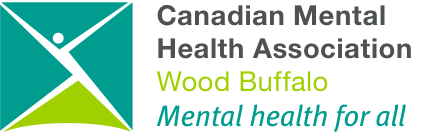 Canadian Mental
Health Association
Wood Buffalo
Mental health for all